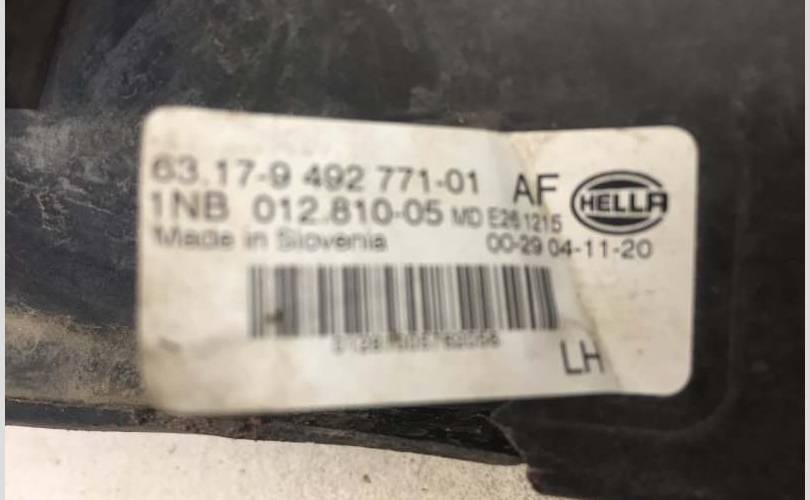 63.17-9 492 771-01 AF HELLA
1NB 012.810-05 MD E261215
Made in Slovenia 00-29 04-11-20
LH